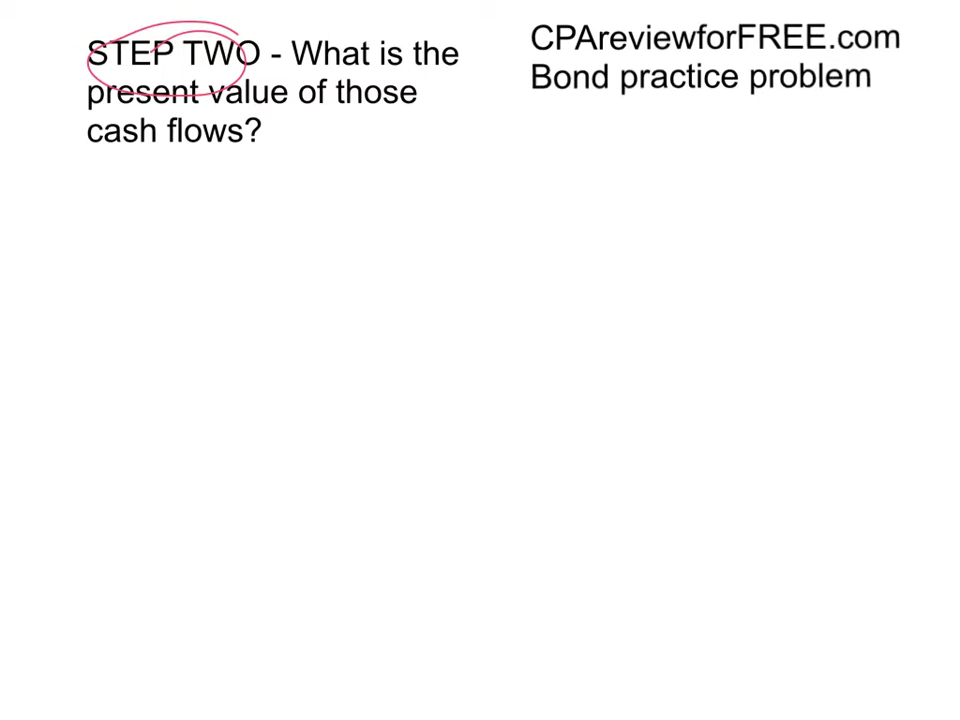 STEP TWO - What is the
present value of those
cash flows?
CPAreviewforFREE.com
Bond practice problem